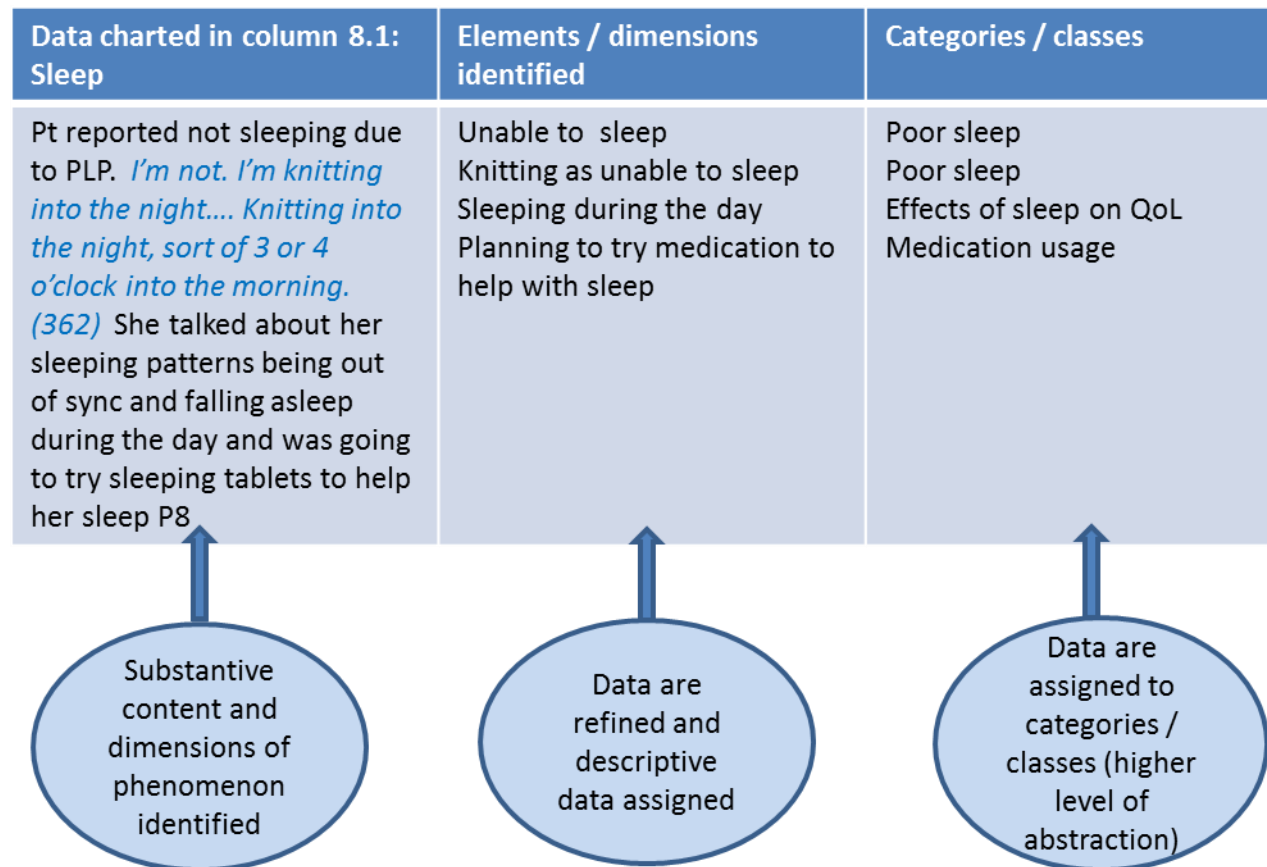 Data charted in column 8.1:
Sleep
Elements / dimensions
identified
Categories / classes
Pt reported not sleeping due
to PLP. I’m not. I’m knitting
into the night…. Knitting into
the night, sort of 3 or 4
o’clock into the morning.
(362) She talked about her
sleeping patterns being out
of sync and falling asleep
during the day and was going
to try sleeping tablets to help
her sleep P8
Unable to sleep
Knitting as unable to sleep
Sleeping during the day
Planning to try medication to
help with sleep
Poor sleep
Poor sleep
Effects of sleep on QoL
Medication usage
Substantive
content and
dimensions of
phenomenon
identified
Data are
refined and
descriptive
data assigned
Data are
assigned to
categories /
classes (higher
level of
abstraction)